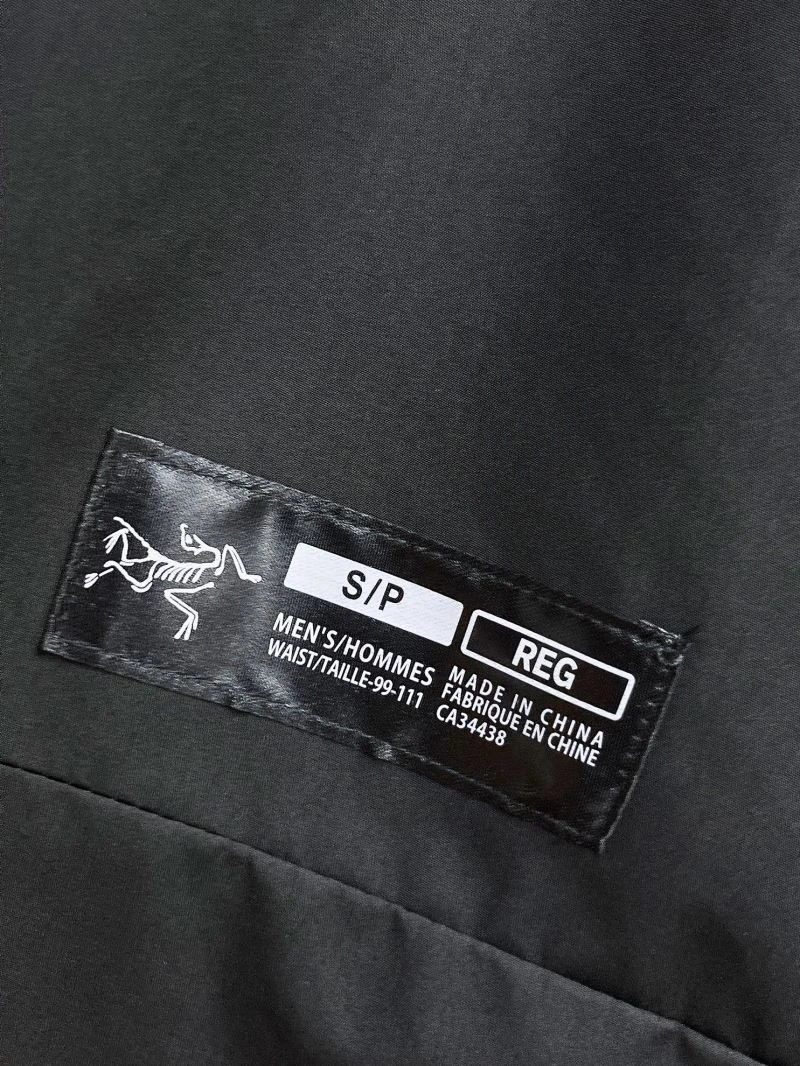 S/P
MEN'S/HOMMES
WAIST/TAILLE-99-111
REG
MADE IN CHINA
FABRIQUE EN CHINE
CA34438